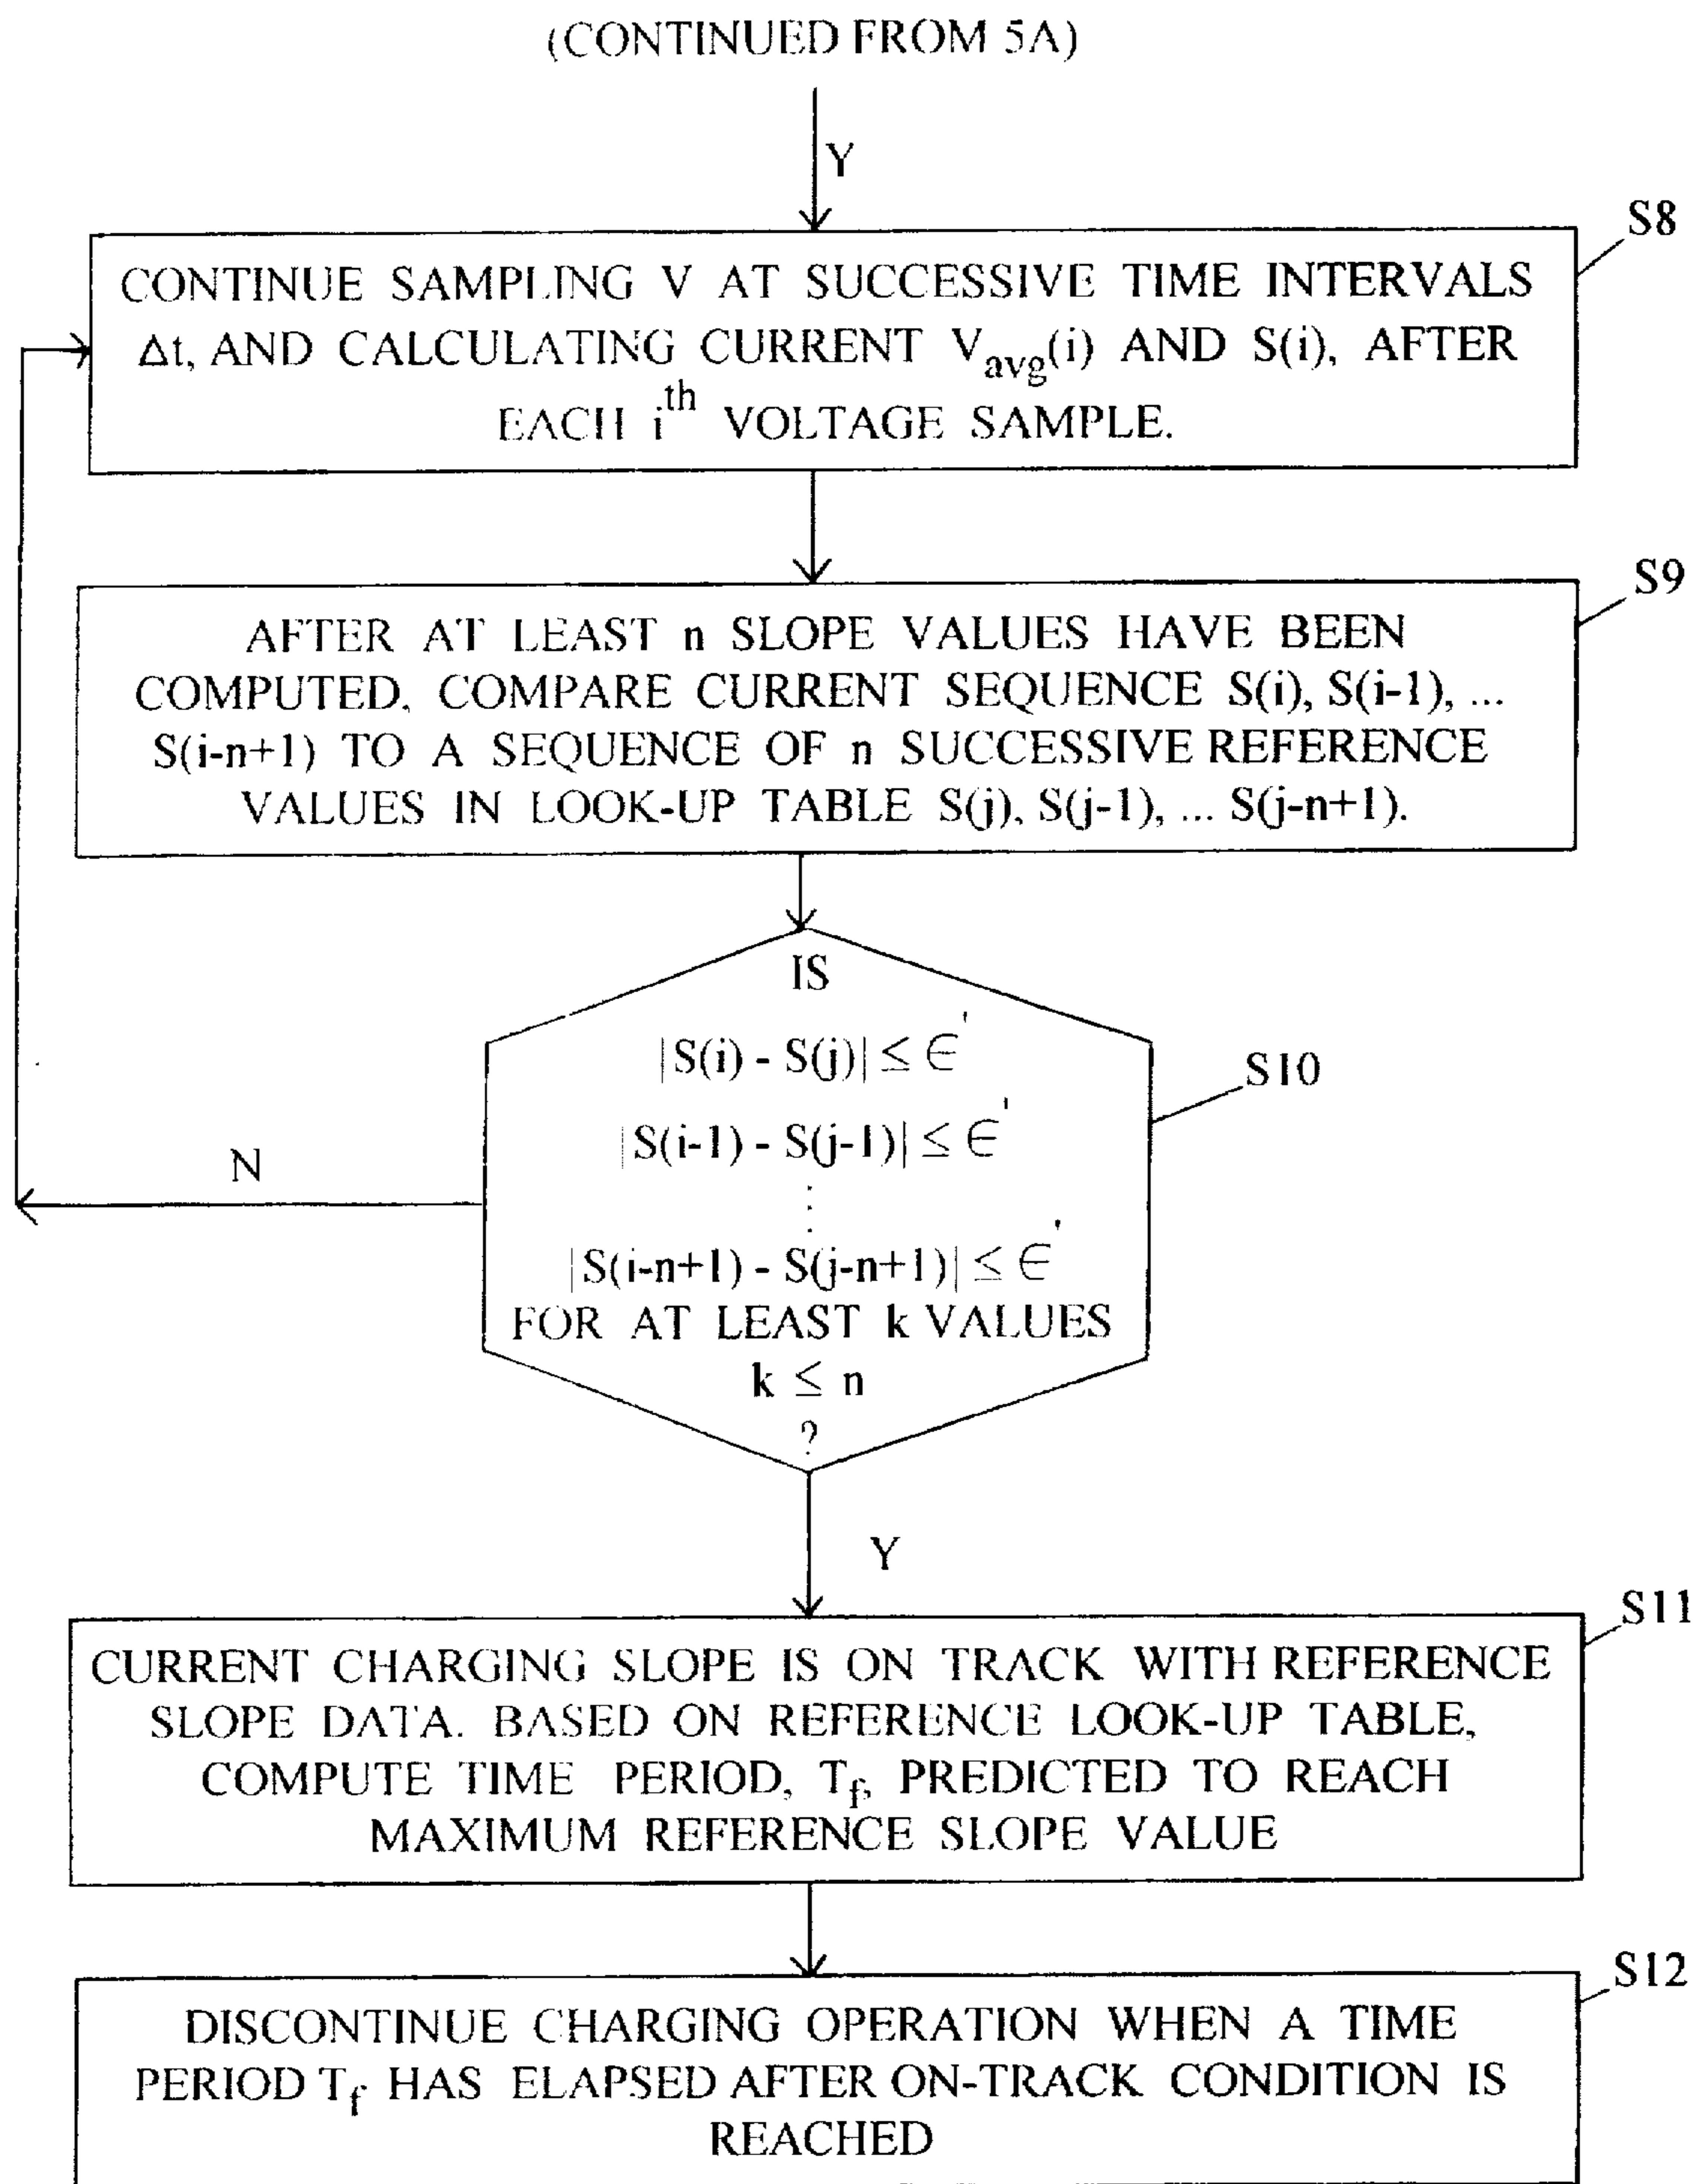 (CONTINUED FROM 5A)
Y
S8
CONTINUE SAMPLING V AT SUCCESSIVE TIME INTERVALS
Δt, AND CALCULATING CURRENT V_avg(i) AND S(i), AFTER
EACH i^th VOLTAGE SAMPLE.
S9
AFTER AT LEAST n SLOPE VALUES HAVE BEEN
COMPUTED, COMPARE CURRENT SEQUENCE S(i), S(i-1), ...
S(i-n+1) TO A SEQUENCE OF n SUCCESSIVE REFERENCE
VALUES IN LOOK-UP TABLE S(j), S(j-1), ... S(j-n+1).
IS
|S(i) - S(j)| ≤ ∈'
S10
|S(i-1) - S(j-1)| ≤ ∈'
N
⋮
|S(i-n+1) - S(j-n+1)| ≤ ∈'
FOR AT LEAST k VALUES
k ≤ n
?
Y
S11
CURRENT CHARGING SLOPE IS ON TRACK WITH REFERENCE
SLOPE DATA. BASED ON REFERENCE LOOK-UP TABLE,
COMPUTE TIME PERIOD, T_f, PREDICTED TO REACH
MAXIMUM REFERENCE SLOPE VALUE
S12
DISCONTINUE CHARGING OPERATION WHEN A TIME
PERIOD T_f HAS ELAPSED AFTER ON-TRACK CONDITION IS
REACHED